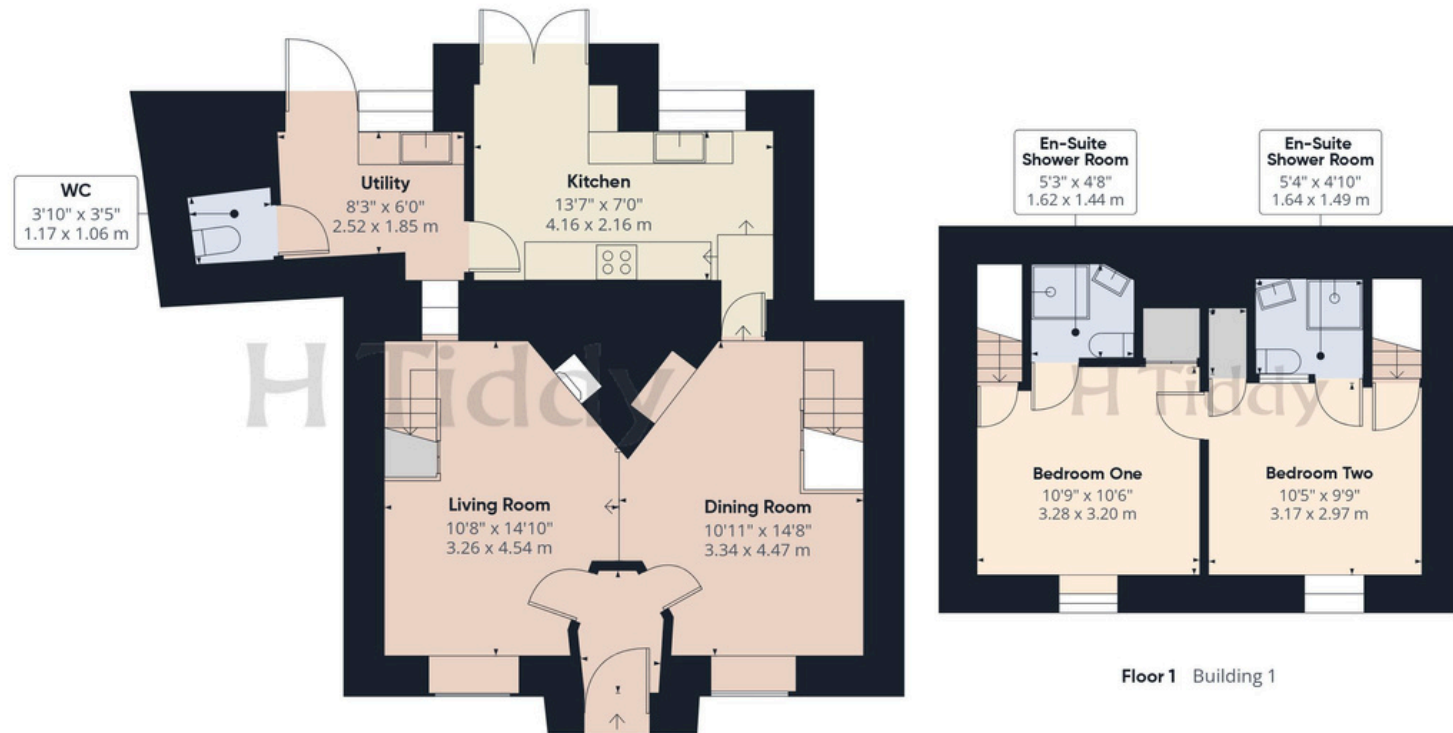 WC
3'10" x 3'5"
1.17 x 1.06 m
Utility
8'3" x 6'0"
2.52 x 1.85 m
Kitchen
13'7" x 7'0"
4.16 x 2.16 m
H Tiddy
Living Room
10'8" x 14'10"
3.26 x 4.54 m
Dining Room
10'11" x 14'8"
3.34 x 4.47 m
En-Suite
Shower Room
5'3" x 4'8"
1.62 x 1.44 m
En-Suite
Shower Room
5'4" x 4'10"
1.64 x 1.49 m
H Tiddy
Bedroom One
10'9" x 10'6"
3.28 x 3.20 m
Bedroom Two
10'5" x 9'9"
3.17 x 2.97 m
Floor 1 Building 1